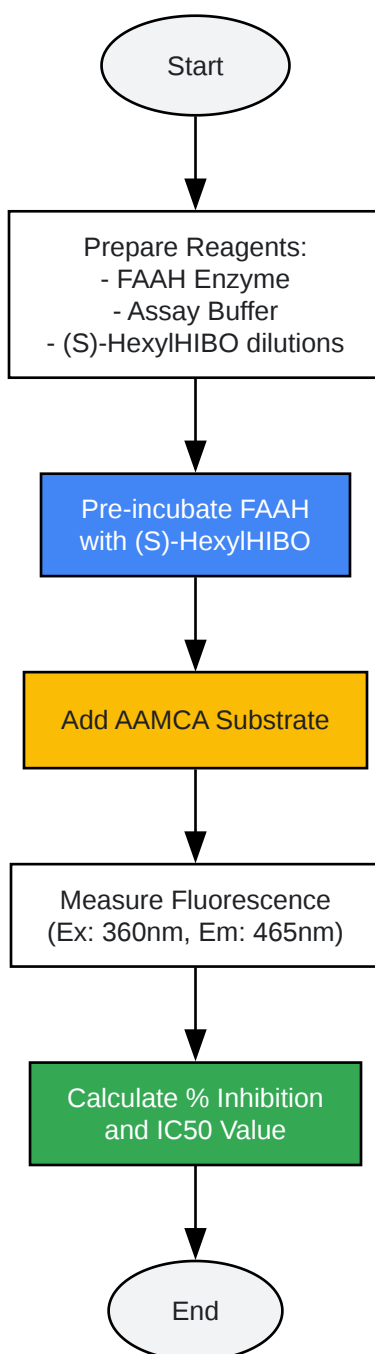 Start
Prepare Reagents:
- FAAH Enzyme
- Assay Buffer
- (S)-HexylHIBO dilutions
Pre-incubate FAAH
with (S)-HexylHIBO
Add AAMCA Substrate
Measure Fluorescence
(Ex: 360nm, Em: 465nm)
Calculate % Inhibition
and IC50 Value
End